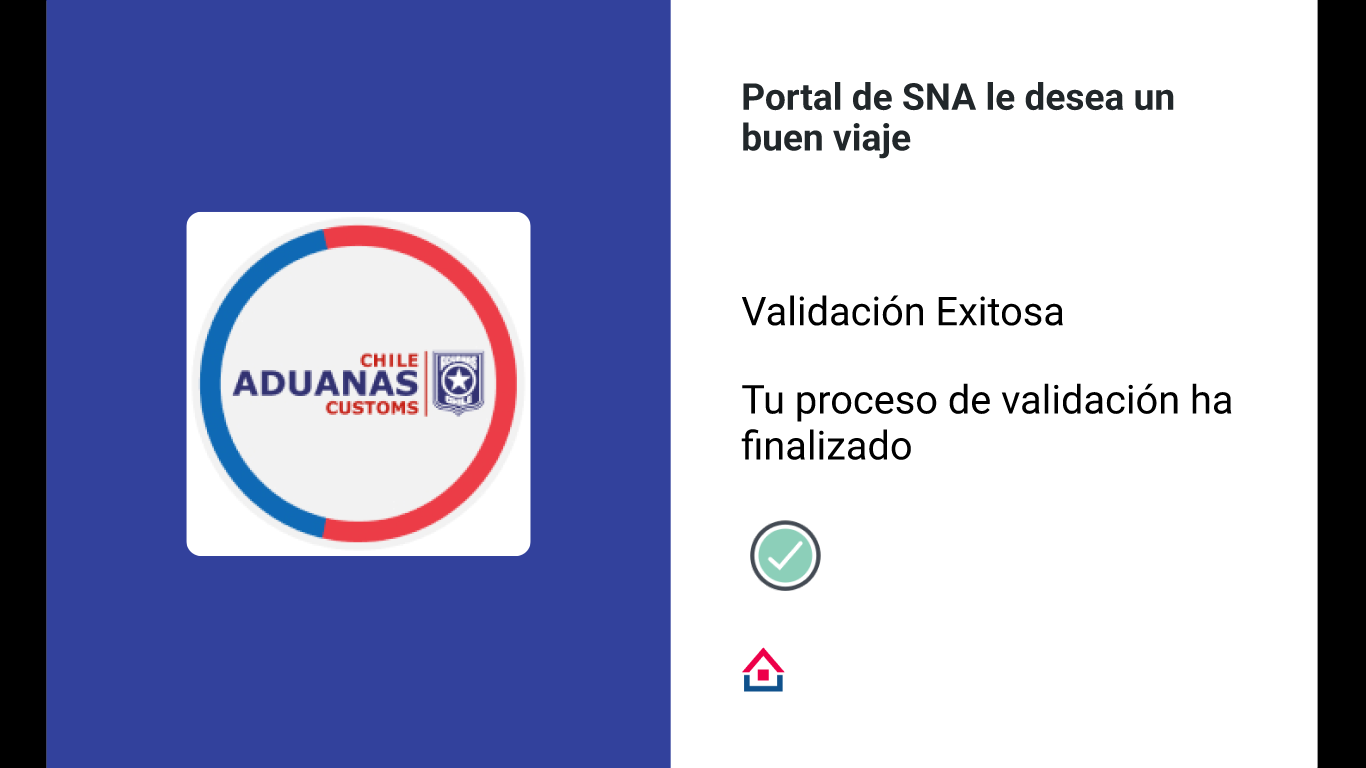 CHILE
ADUANAS
CUSTOMS
Portal de SNA le desea un
buen viaje
Validación Exitosa
Tu proceso de validación ha
finalizado